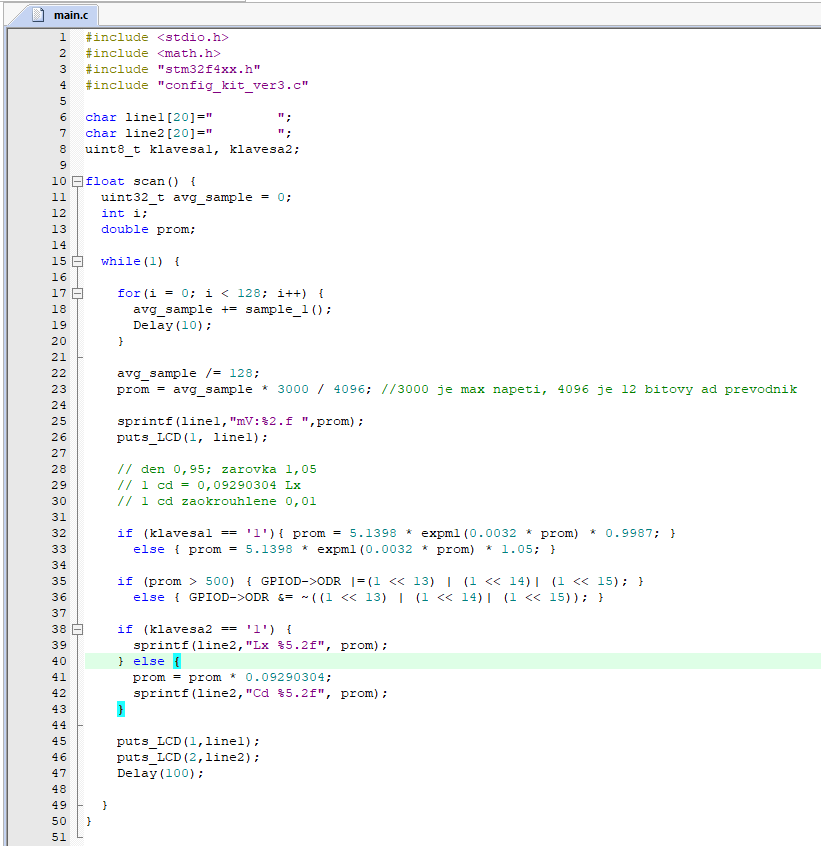 main.c
1 #include <stdio.h>
2 #include <math.h>
3 #include "stm32f4xx.h"
4 #include "config_kit_ver3.c"
5
6 char line1[20]="        ";
7 char line2[20]="        ";
8 uint8_t klavesa1, klavesa2;
9
10 float scan() {
11   uint32_t avg_sample = 0;
12   int i;
13   double prom;
14
15   while(1) {
16
17     for(i = 0; i < 128; i++) {
18       avg_sample += sample_1();
19       Delay(10);
20     }
21
22     avg_sample /= 128;
23     prom = avg_sample * 3000 / 4096; //3000 je max napeti, 4096 je 12 bitovy ad prevodnik
24
25     sprintf(line1,"mV:%2.f ",prom);
26     puts_LCD(1, line1);
27
28     // den 0,95; zarovka 1,05
29     // 1 cd = 0,09290304 Lx
30     // 1 cd zaokrouhlene 0,01
31
32     if (klavesa1 == '1'){ prom = 5.1398 * expm1(0.0032 * prom) * 0.9987; }
33       else { prom = 5.1398 * expm1(0.0032 * prom) * 1.05; }
34
35     if (prom > 500) { GPIOD->ODR |=(1 << 13) | (1 << 14)| (1 << 15); }
36       else { GPIOD->ODR &= ~((1 << 13) | (1 << 14)| (1 << 15)); }
37
38     if (klavesa2 == '1') {
39       sprintf(line2,"Lx %5.2f", prom);
40     } else {
41       prom = prom * 0.09290304;
42       sprintf(line2,"Cd %5.2f", prom);
43     }
44
45     puts_LCD(1,line1);
46     puts_LCD(2,line2);
47     Delay(100);
48
49   }
50 }
51